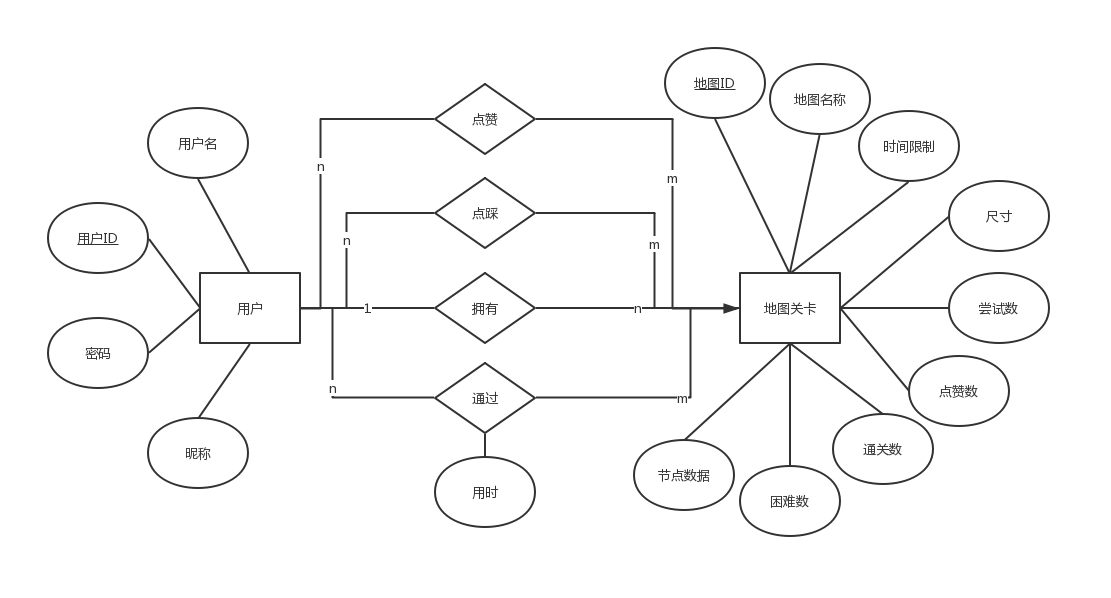 地图ID
地图名称
点赞
用户名
时间限制
n
m
点踩
尺寸
用户ID
n
m
用户
1
拥有
n
地图关卡
尝试数
密码
n
通过
m
点赞数
昵称
通关数
节点数据
用时
困难数